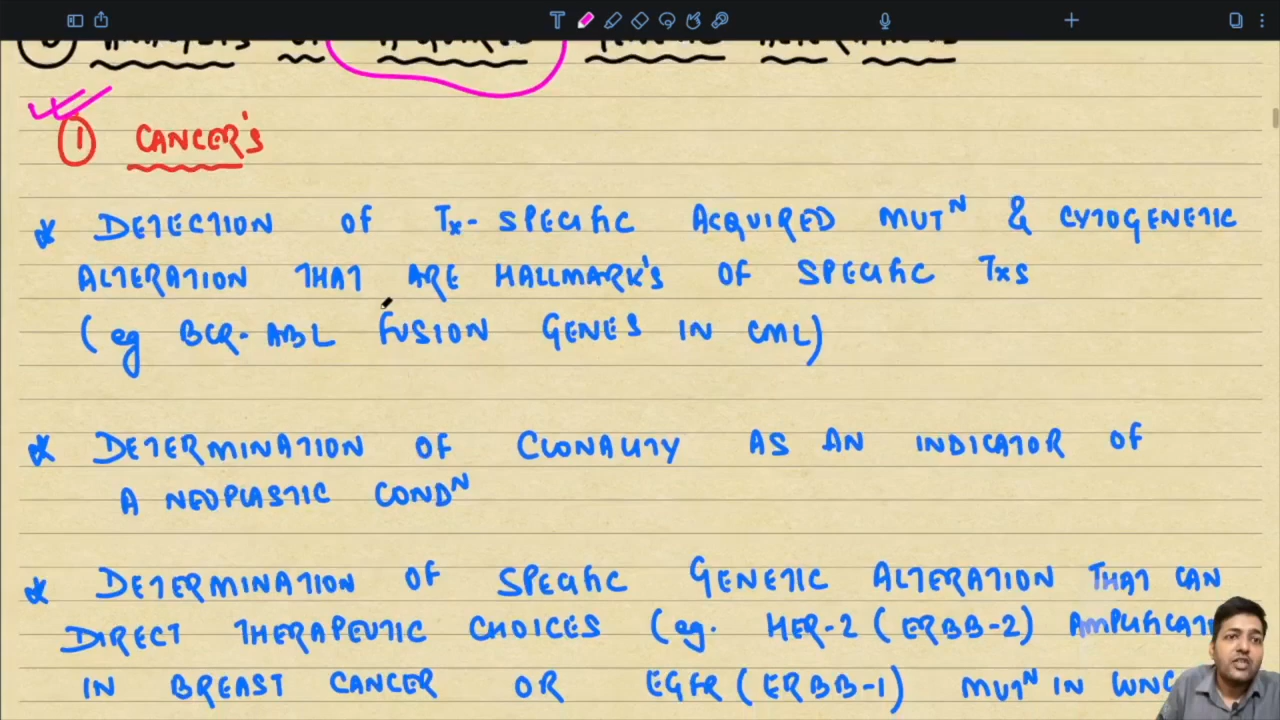 ① CANCER'S
* DETECTION OF Tx- SPECIFIC ACQUIRED MUTᴺ & CYTOGENETIC
ALTERATION THAT ARE HALLMARK'S OF SPECIFIC TXS
(eg BCR-ABL FUSION GENES IN CML)
* DETERMINATION OF CLONALITY AS AN INDICATOR OF
A NEOPLASTIC CONDᴺ
* DETERMINATION OF SPECIFIC GENETIC ALTERATION THAT CAN
DIRECT THERAPEUTIC CHOICES (eg. HER-2 (ERBB-2)
IN BREAST CANCER OR EGFR (ERBB-1) MUTᴺ IN